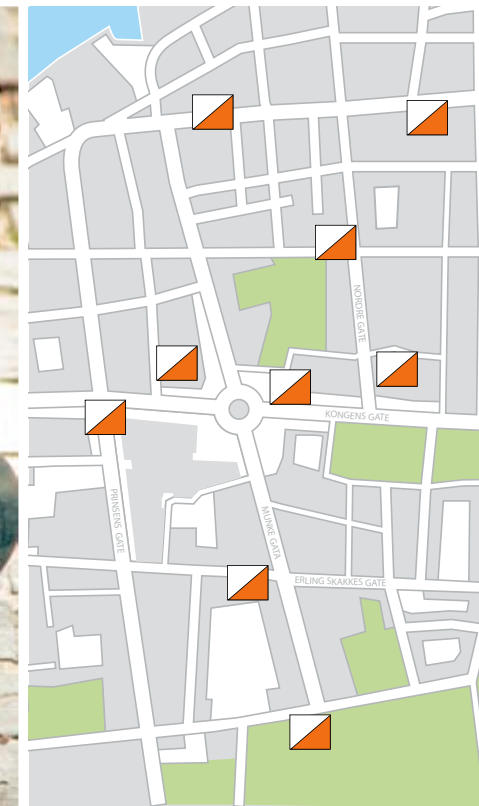 NORDRE GATE
KONGENS GATE
PRINSENS GATE
MUNKE GATA
ERLING SKAKKES GATE